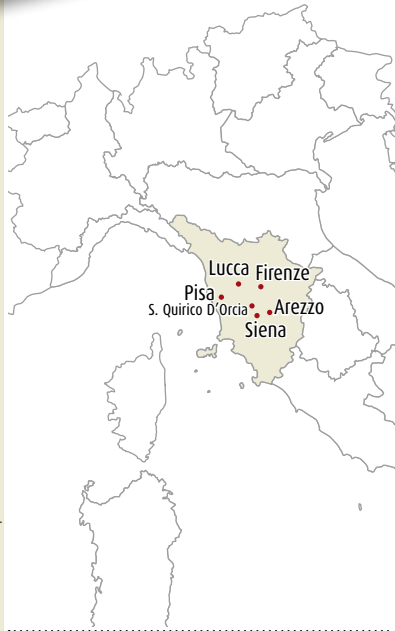 Lucca
Firenze
Pisa
S. Quirico D'Orcia
Arezzo
Siena